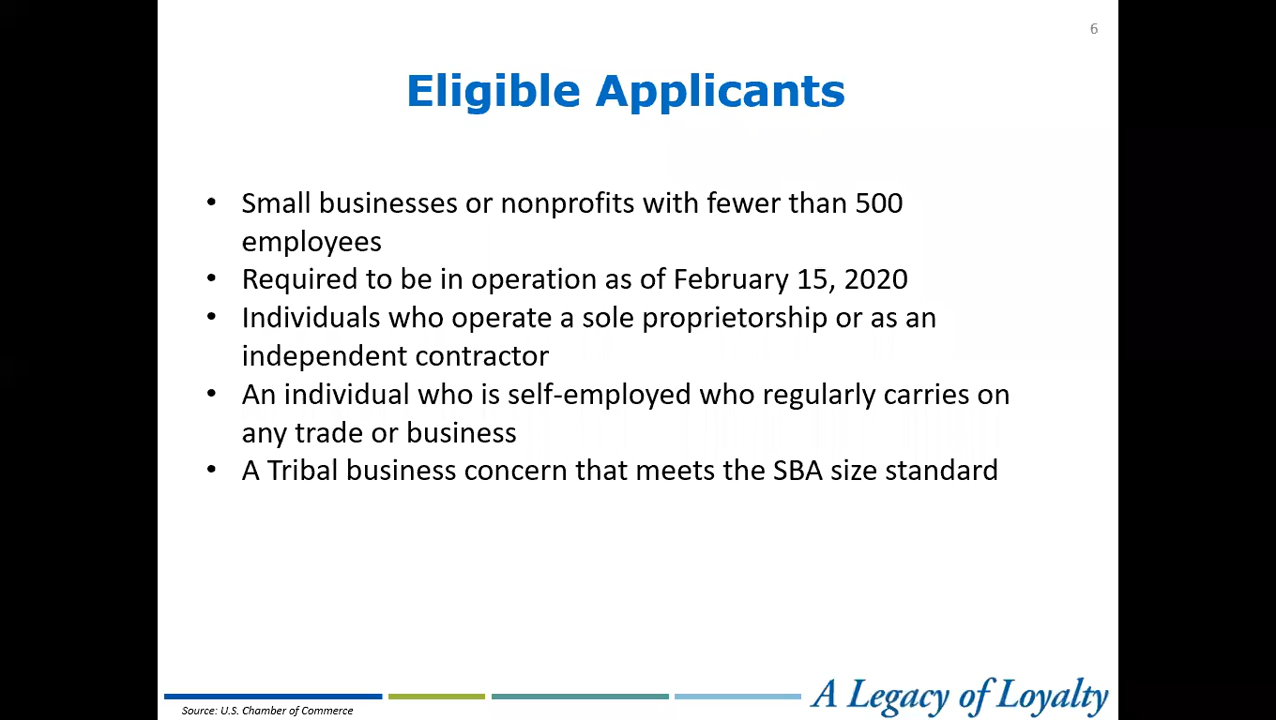 6
Eligible Applicants
• Small businesses or nonprofits with fewer than 500
employees
• Required to be in operation as of February 15, 2020
• Individuals who operate a sole proprietorship or as an
independent contractor
• An individual who is self-employed who regularly carries on
any trade or business
• A Tribal business concern that meets the SBA size standard
A Legacy of Loyalty
Source: U.S. Chamber of Commerce